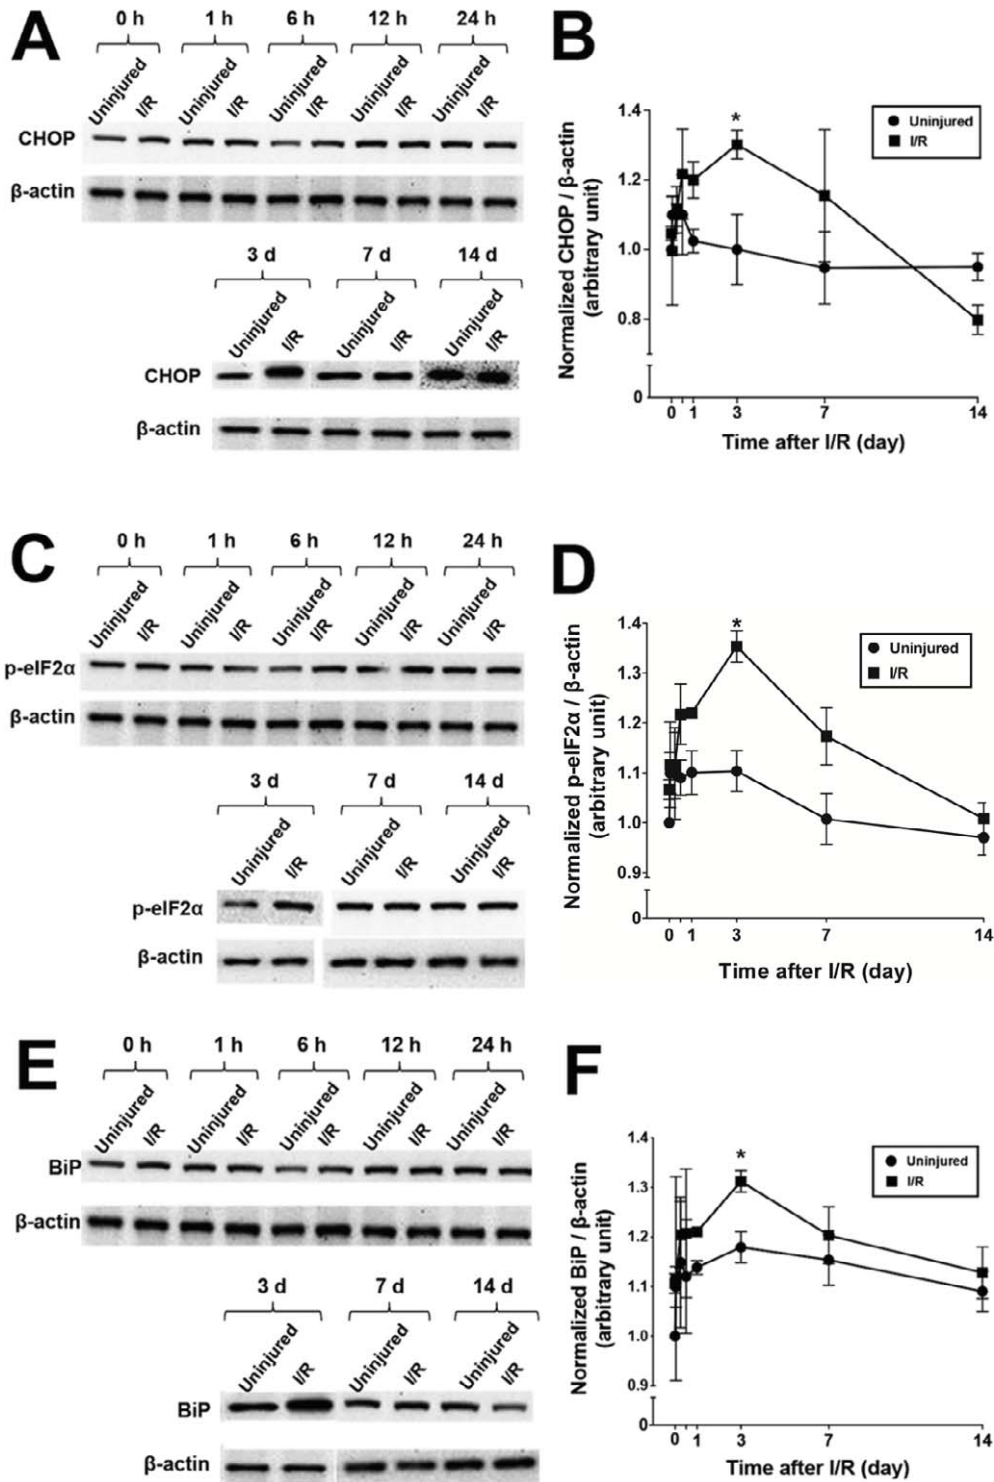 A
0 h 1 h 6 h 12 h 24 h
Uninjured I/R Uninjured I/R Uninjured I/R Uninjured I/R Uninjured I/R
CHOP
β-actin
3 d 7 d 14 d
Uninjured I/R Uninjured I/R Uninjured I/R
CHOP
β-actin
B
Normalized CHOP / β-actin
(arbitrary unit)
1.4
1.2
1.0
0.8
0
Uninjured
I/R
*
0 1 3 7 14
Time after I/R (day)
C
0 h 1 h 6 h 12 h 24 h
Uninjured I/R Uninjured I/R Uninjured I/R Uninjured I/R Uninjured I/R
p-eIF2α
β-actin
3 d 7 d 14 d
Uninjured I/R Uninjured I/R Uninjured I/R
p-eIF2α
β-actin
D
Normalized p-eIF2α / β-actin
(arbitrary unit)
1.4
1.3
1.2
1.1
1.0
0.9
0
Uninjured
I/R
*
0 1 3 7 14
Time after I/R (day)
E
0 h 1 h 6 h 12 h 24 h
Uninjured I/R Uninjured I/R Uninjured I/R Uninjured I/R Uninjured I/R
BiP
β-actin
3 d 7 d 14 d
Uninjured I/R Uninjured I/R Uninjured I/R
BiP
β-actin
F
Normalized BiP / β-actin
(arbitrary unit)
1.4
1.3
1.2
1.1
1.0
0.9
0
Uninjured
I/R
*
0 1 3 7 14
Time after I/R (day)